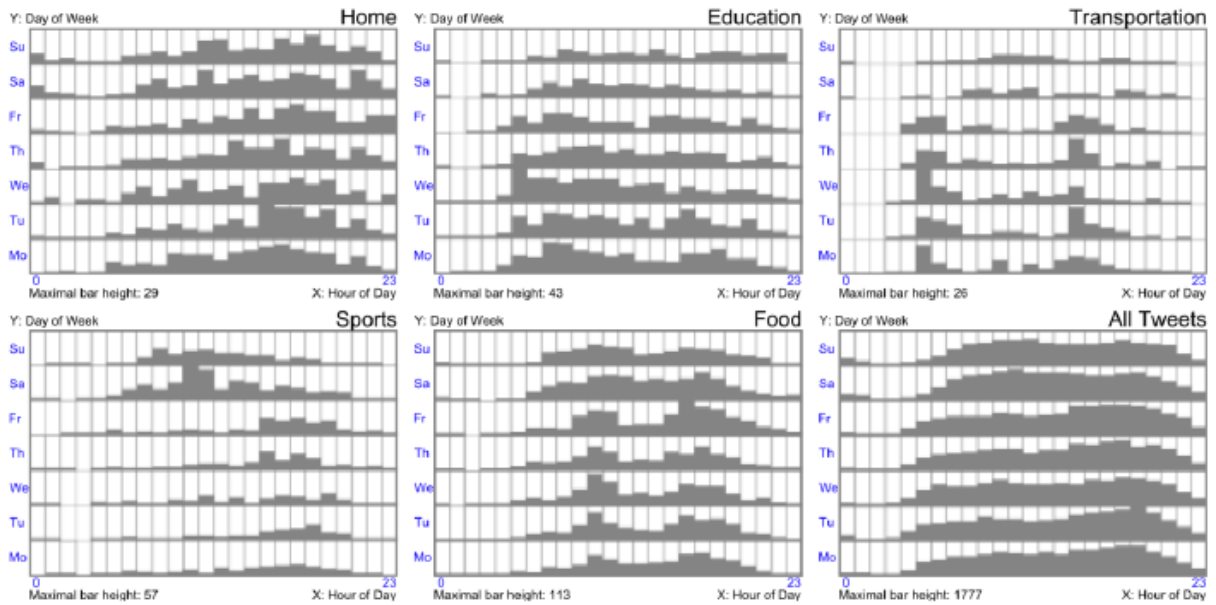 Y: Day of Week Home
Su
Sa
Fr
Th
We
Tu
Mo
0 23
Maximal bar height: 29 X: Hour of Day
Y: Day of Week Education
Su
Sa
Fr
Th
We
Tu
Mo
0 23
Maximal bar height: 43 X: Hour of Day
Y: Day of Week Transportation
Su
Sa
Fr
Th
We
Tu
Mo
0 23
Maximal bar height: 26 X: Hour of Day
Y: Day of Week Sports
Su
Sa
Fr
Th
We
Tu
Mo
0 23
Maximal bar height: 57 X: Hour of Day
Y: Day of Week Food
Su
Sa
Fr
Th
We
Tu
Mo
0 23
Maximal bar height: 113 X: Hour of Day
Y: Day of Week All Tweets
Su
Sa
Fr
Th
We
Tu
Mo
0 23
Maximal bar height: 1777 X: Hour of Day